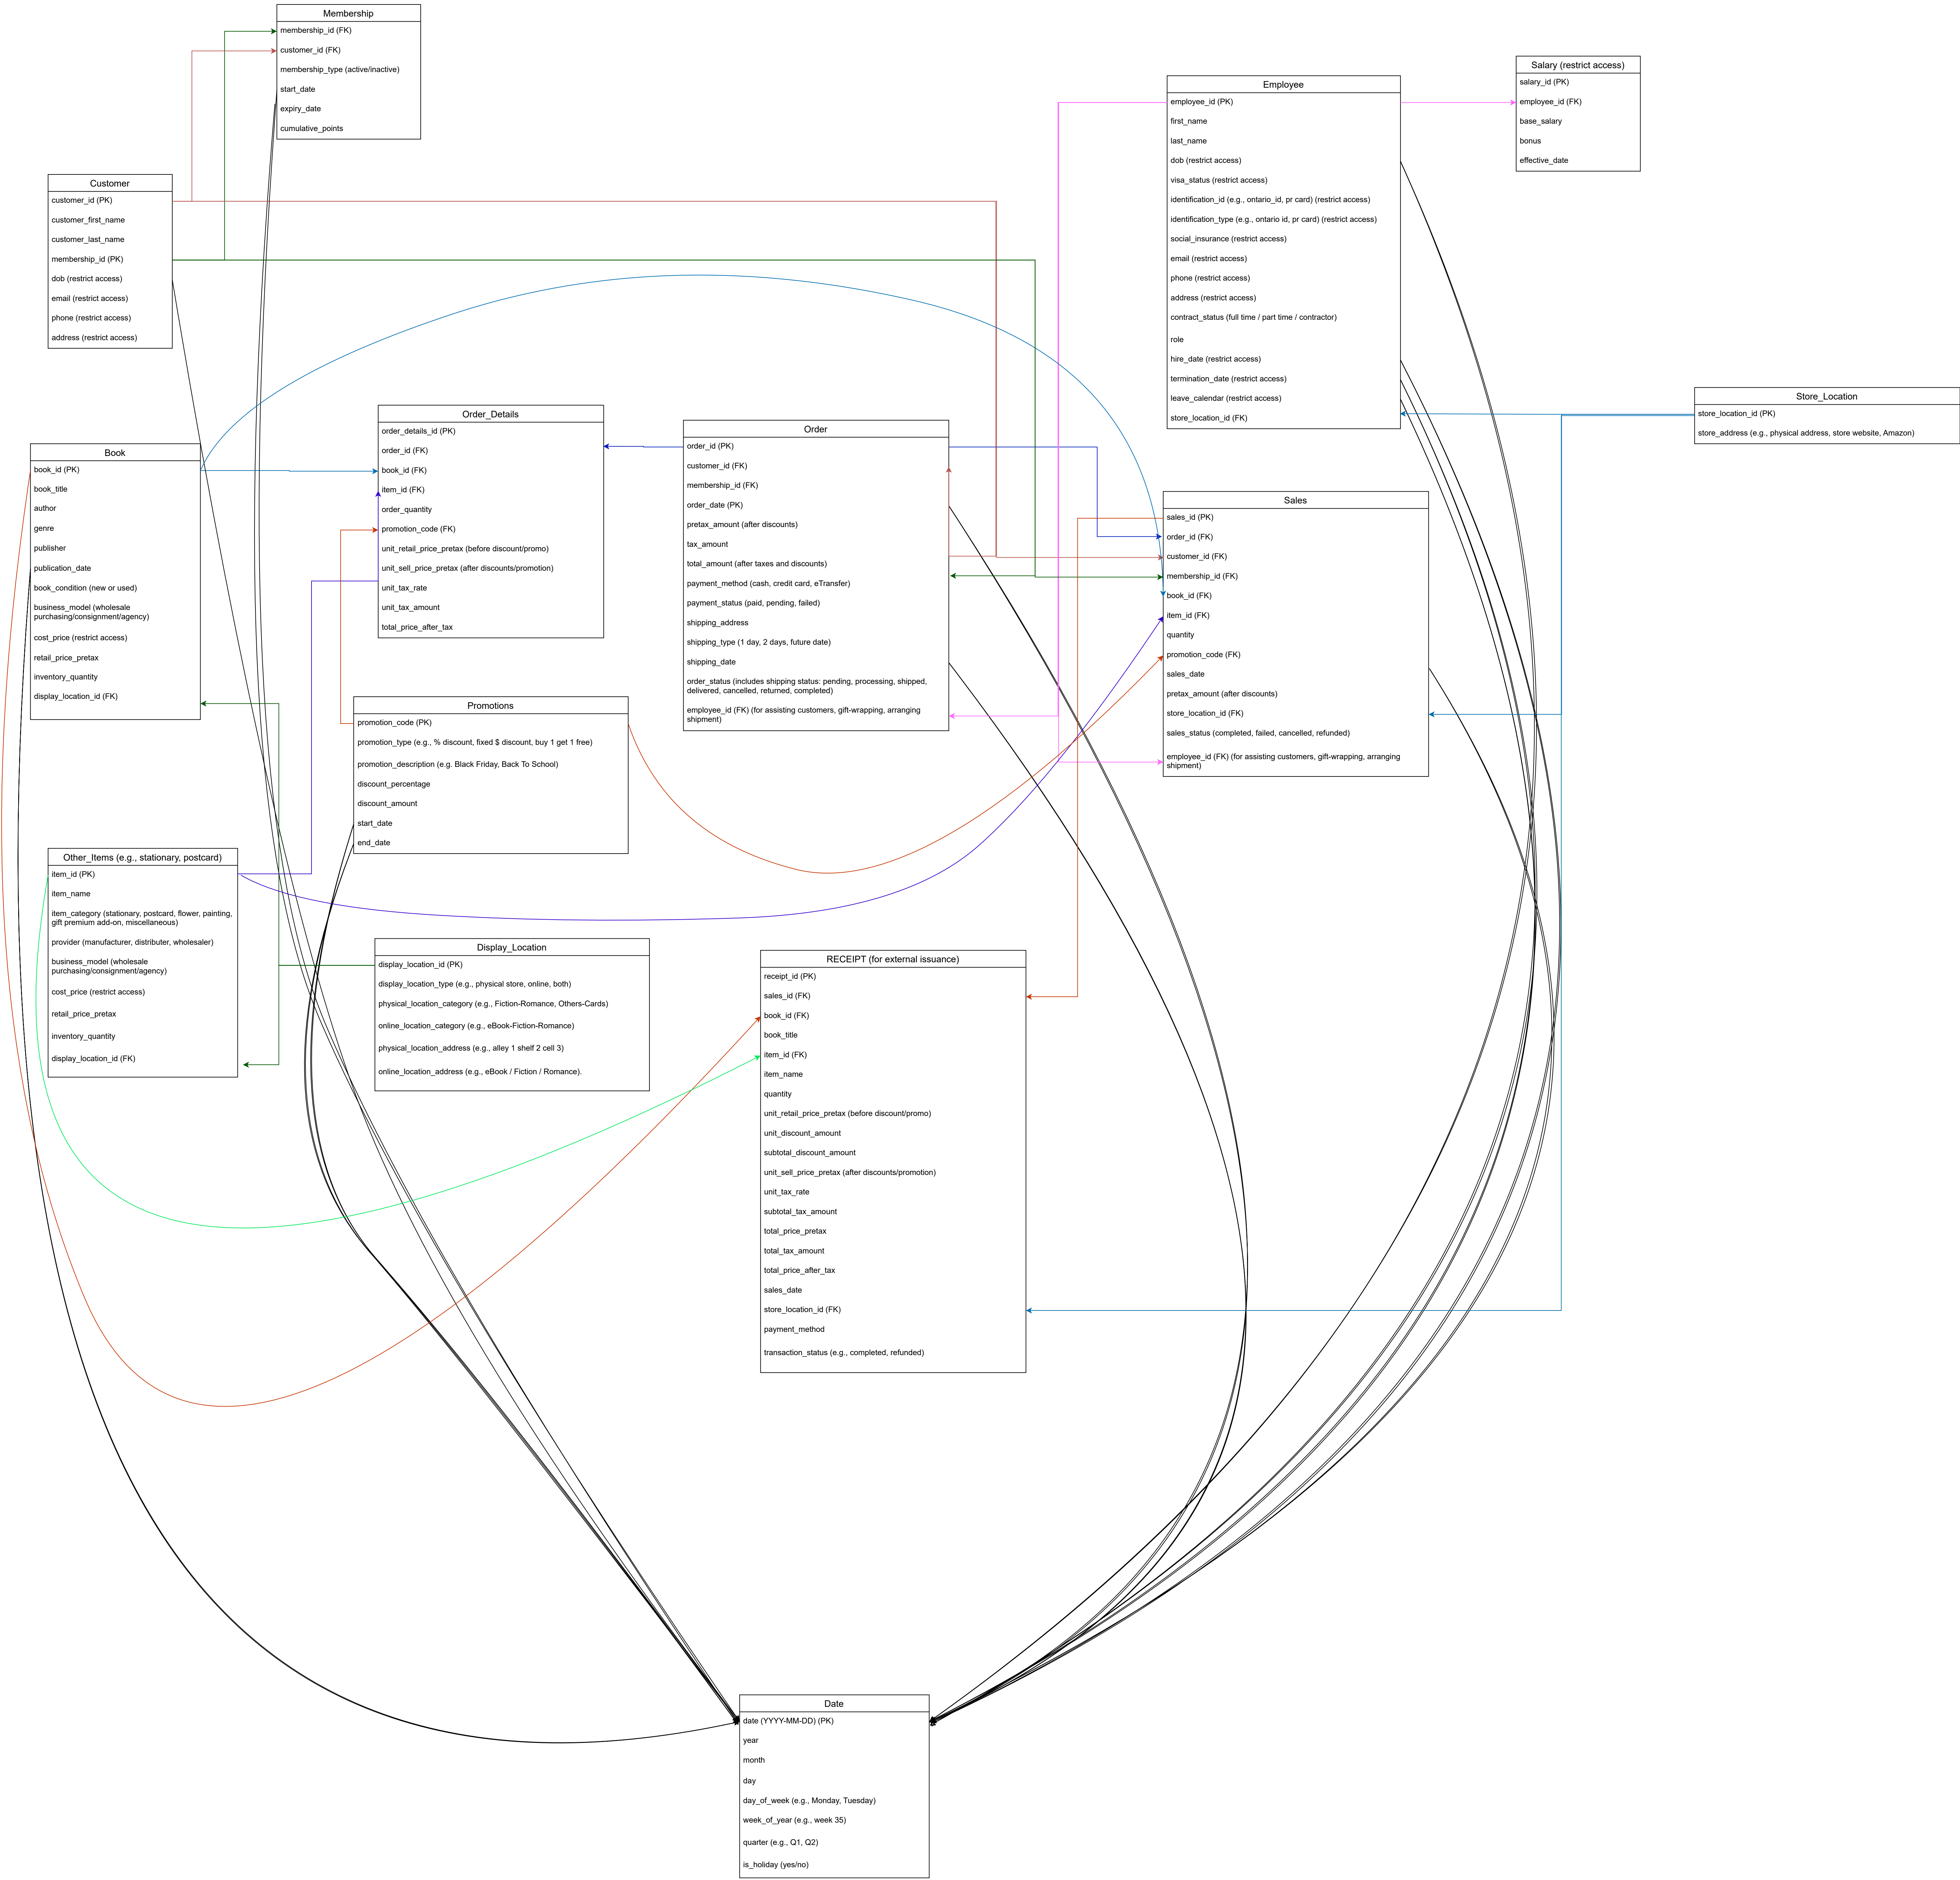 Membership
membership_id (FK)
customer_id (FK)
membership_type (active/inactive)
start_date
expiry_date
cumulative_points
Salary (restrict access)
salary_id (PK)
employee_id (FK)
base_salary
bonus
effective_date
Employee
employee_id (PK)
first_name
last_name
dob (restrict access)
visa_status (restrict access)
identification_id (e.g., ontario_id, pr card) (restrict access)
identification_type (e.g., ontario id, pr card) (restrict access)
social_insurance (restrict access)
email (restrict access)
phone (restrict access)
address (restrict access)
contract_status (full time / part time / contractor)
role
hire_date (restrict access)
termination_date (restrict access)
leave_calendar (restrict access)
store_location_id (FK)
Customer
customer_id (PK)
customer_first_name
customer_last_name
membership_id (PK)
dob (restrict access)
email (restrict access)
phone (restrict access)
address (restrict access)
Store_Location
store_location_id (PK)
store_address (e.g., physical address, store website, Amazon)
Order_Details
order_details_id (PK)
order_id (FK)
book_id (FK)
item_id (FK)
order_quantity
promotion_code (FK)
unit_retail_price_pretax (before discount/promo)
unit_sell_price_pretax (after discounts/promotion)
unit_tax_rate
unit_tax_amount
total_price_after_tax
Order
order_id (PK)
customer_id (FK)
membership_id (FK)
order_date (PK)
pretax_amount (after discounts)
tax_amount
total_amount (after taxes and discounts)
payment_method (cash, credit card, eTransfer)
payment_status (paid, pending, failed)
shipping_address
shipping_type (1 day, 2 days, future date)
shipping_date
order_status (includes shipping status: pending, processing, shipped,
delivered, cancelled, returned, completed)
employee_id (FK) (for assisting customers, gift-wrapping, arranging
shipment)
Book
book_id (PK)
book_title
author
genre
publisher
publication_date
book_condition (new or used)
business_model (wholesale
purchasing/consignment/agency)
cost_price (restrict access)
retail_price_pretax
inventory_quantity
display_location_id (FK)
Sales
sales_id (PK)
order_id (FK)
customer_id (FK)
membership_id (FK)
book_id (FK)
item_id (FK)
quantity
promotion_code (FK)
sales_date
pretax_amount (after discounts)
store_location_id (FK)
sales_status (completed, failed, cancelled, refunded)
employee_id (FK) (for assisting customers, gift-wrapping, arranging
shipment)
Promotions
promotion_code (PK)
promotion_type (e.g., % discount, fixed $ discount, buy 1 get 1 free)
promotion_description (e.g. Black Friday, Back To School)
discount_percentage
discount_amount
start_date
end_date
Other_Items (e.g., stationary, postcard)
item_id (PK)
item_name
item_category (stationary, postcard, flower, painting,
gift premium add-on, miscellaneous)
provider (manufacturer, distributer, wholesaler)
business_model (wholesale
purchasing/consignment/agency)
cost_price (restrict access)
retail_price_pretax
inventory_quantity
display_location_id (FK)
Display_Location
display_location_id (PK)
display_location_type (e.g., physical store, online, both)
physical_location_category (e.g., Fiction-Romance, Others-Cards)
online_location_category (e.g., eBook-Fiction-Romance)
physical_location_address (e.g., alley 1 shelf 2 cell 3)
online_location_address (e.g., eBook / Fiction / Romance).
RECEIPT (for external issuance)
receipt_id (PK)
sales_id (FK)
book_id (FK)
book_title
item_id (FK)
item_name
quantity
unit_retail_price_pretax (before discount/promo)
unit_discount_amount
subtotal_discount_amount
unit_sell_price_pretax (after discounts/promotion)
unit_tax_rate
subtotal_tax_amount
total_price_pretax
total_tax_amount
total_price_after_tax
sales_date
store_location_id (FK)
payment_method
transaction_status (e.g., completed, refunded)
Date
date (YYYY-MM-DD) (PK)
year
month
day
day_of_week (e.g., Monday, Tuesday)
week_of_year (e.g., week 35)
quarter (e.g., Q1, Q2)
is_holiday (yes/no)